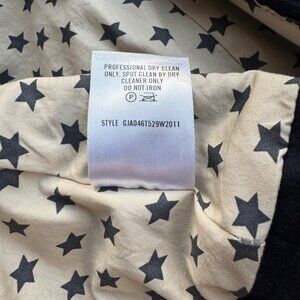 PROFESSIONAL DRY CLEAN
ONLY, SPOT CLEAN BY DRY
CLEANER ONLY
DO NOT IRON
P
STYLE GJA046T529W2011